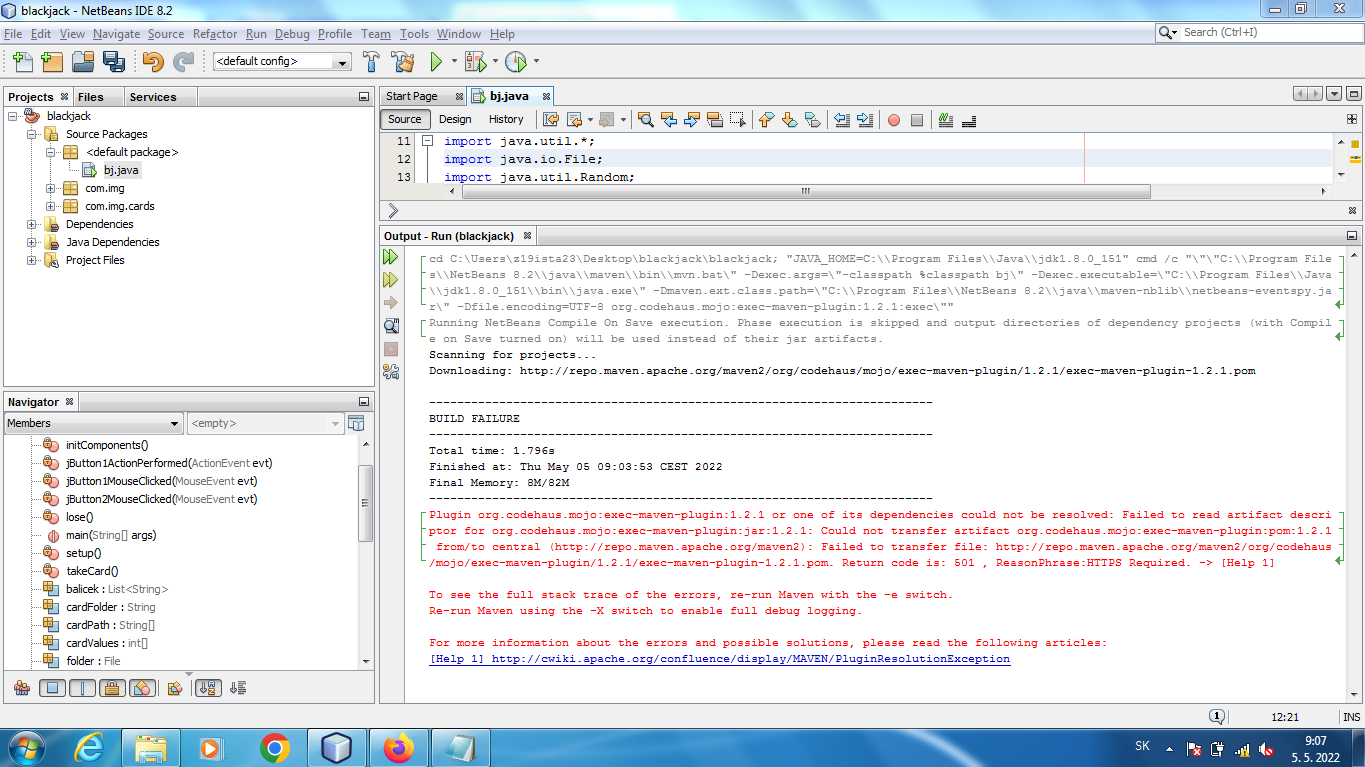 blackjack - NetBeans IDE 8.2
File Edit View Navigate Source Refactor Run Debug Profile Team Tools Window Help
Search (Ctrl+I)
<default config>
Projects Files Services
blackjack
Source Packages
<default package>
bj.java
com.img
com.img.cards
Dependencies
Java Dependencies
Project Files
Navigator
Members <empty>
initComponents()
jButton1ActionPerformed(ActionEvent evt)
jButton1MouseClicked(MouseEvent evt)
jButton2MouseClicked(MouseEvent evt)
lose()
main(String[] args)
setup()
takeCard()
balicek : List<String>
cardFolder : String
cardPath : String[]
cardValues : int[]
folder : File
Start Page bj.java
Source Design History
11 import java.util.*;
12 import java.io.File;
13 import java.util.Random;
Output - Run (blackjack)
cd C:\Users\z19ista23\Desktop\blackjack\blackjack; "JAVA_HOME=C:\\Program Files\\Java\\jdk1.8.0_151" cmd /c "\"\"C:\\Program File
s\\NetBeans 8.2\\java\\maven\\bin\\mvn.bat\" -Dexec.args=\"-classpath %classpath bj\" -Dexec.executable=\"C:\\Program Files\\Java
\\jdk1.8.0_151\\bin\\java.exe\" -Dmaven.ext.class.path=\"C:\\Program Files\\NetBeans 8.2\\java\\maven-nblib\\netbeans-eventspy.ja
r\" -Dfile.encoding=UTF-8 org.codehaus.mojo:exec-maven-plugin:1.2.1:exec\""
Running NetBeans Compile On Save execution. Phase execution is skipped and output directories of dependency projects (with Compil
e on Save turned on) will be used instead of their jar artifacts.
Scanning for projects...
Downloading: http://repo.maven.apache.org/maven2/org/codehaus/mojo/exec-maven-plugin/1.2.1/exec-maven-plugin-1.2.1.pom
------------------------------------------------------------------------
BUILD FAILURE
------------------------------------------------------------------------
Total time: 1.796s
Finished at: Thu May 05 09:03:53 CEST 2022
Final Memory: 8M/82M
------------------------------------------------------------------------
Plugin org.codehaus.mojo:exec-maven-plugin:1.2.1 or one of its dependencies could not be resolved: Failed to read artifact descri
ptor for org.codehaus.mojo:exec-maven-plugin:jar:1.2.1: Could not transfer artifact org.codehaus.mojo:exec-maven-plugin:pom:1.2.1
from/to central (http://repo.maven.apache.org/maven2): Failed to transfer file: http://repo.maven.apache.org/maven2/org/codehaus
/mojo/exec-maven-plugin/1.2.1/exec-maven-plugin-1.2.1.pom. Return code is: 501 , ReasonPhrase:HTTPS Required. -> [Help 1]
To see the full stack trace of the errors, re-run Maven with the -e switch.
Re-run Maven using the -X switch to enable full debug logging.
For more information about the errors and possible solutions, please read the following articles:
[Help 1] http://cwiki.apache.org/confluence/display/MAVEN/PluginResolutionException
1 12:21 INS
SK 9:07
5. 5. 2022